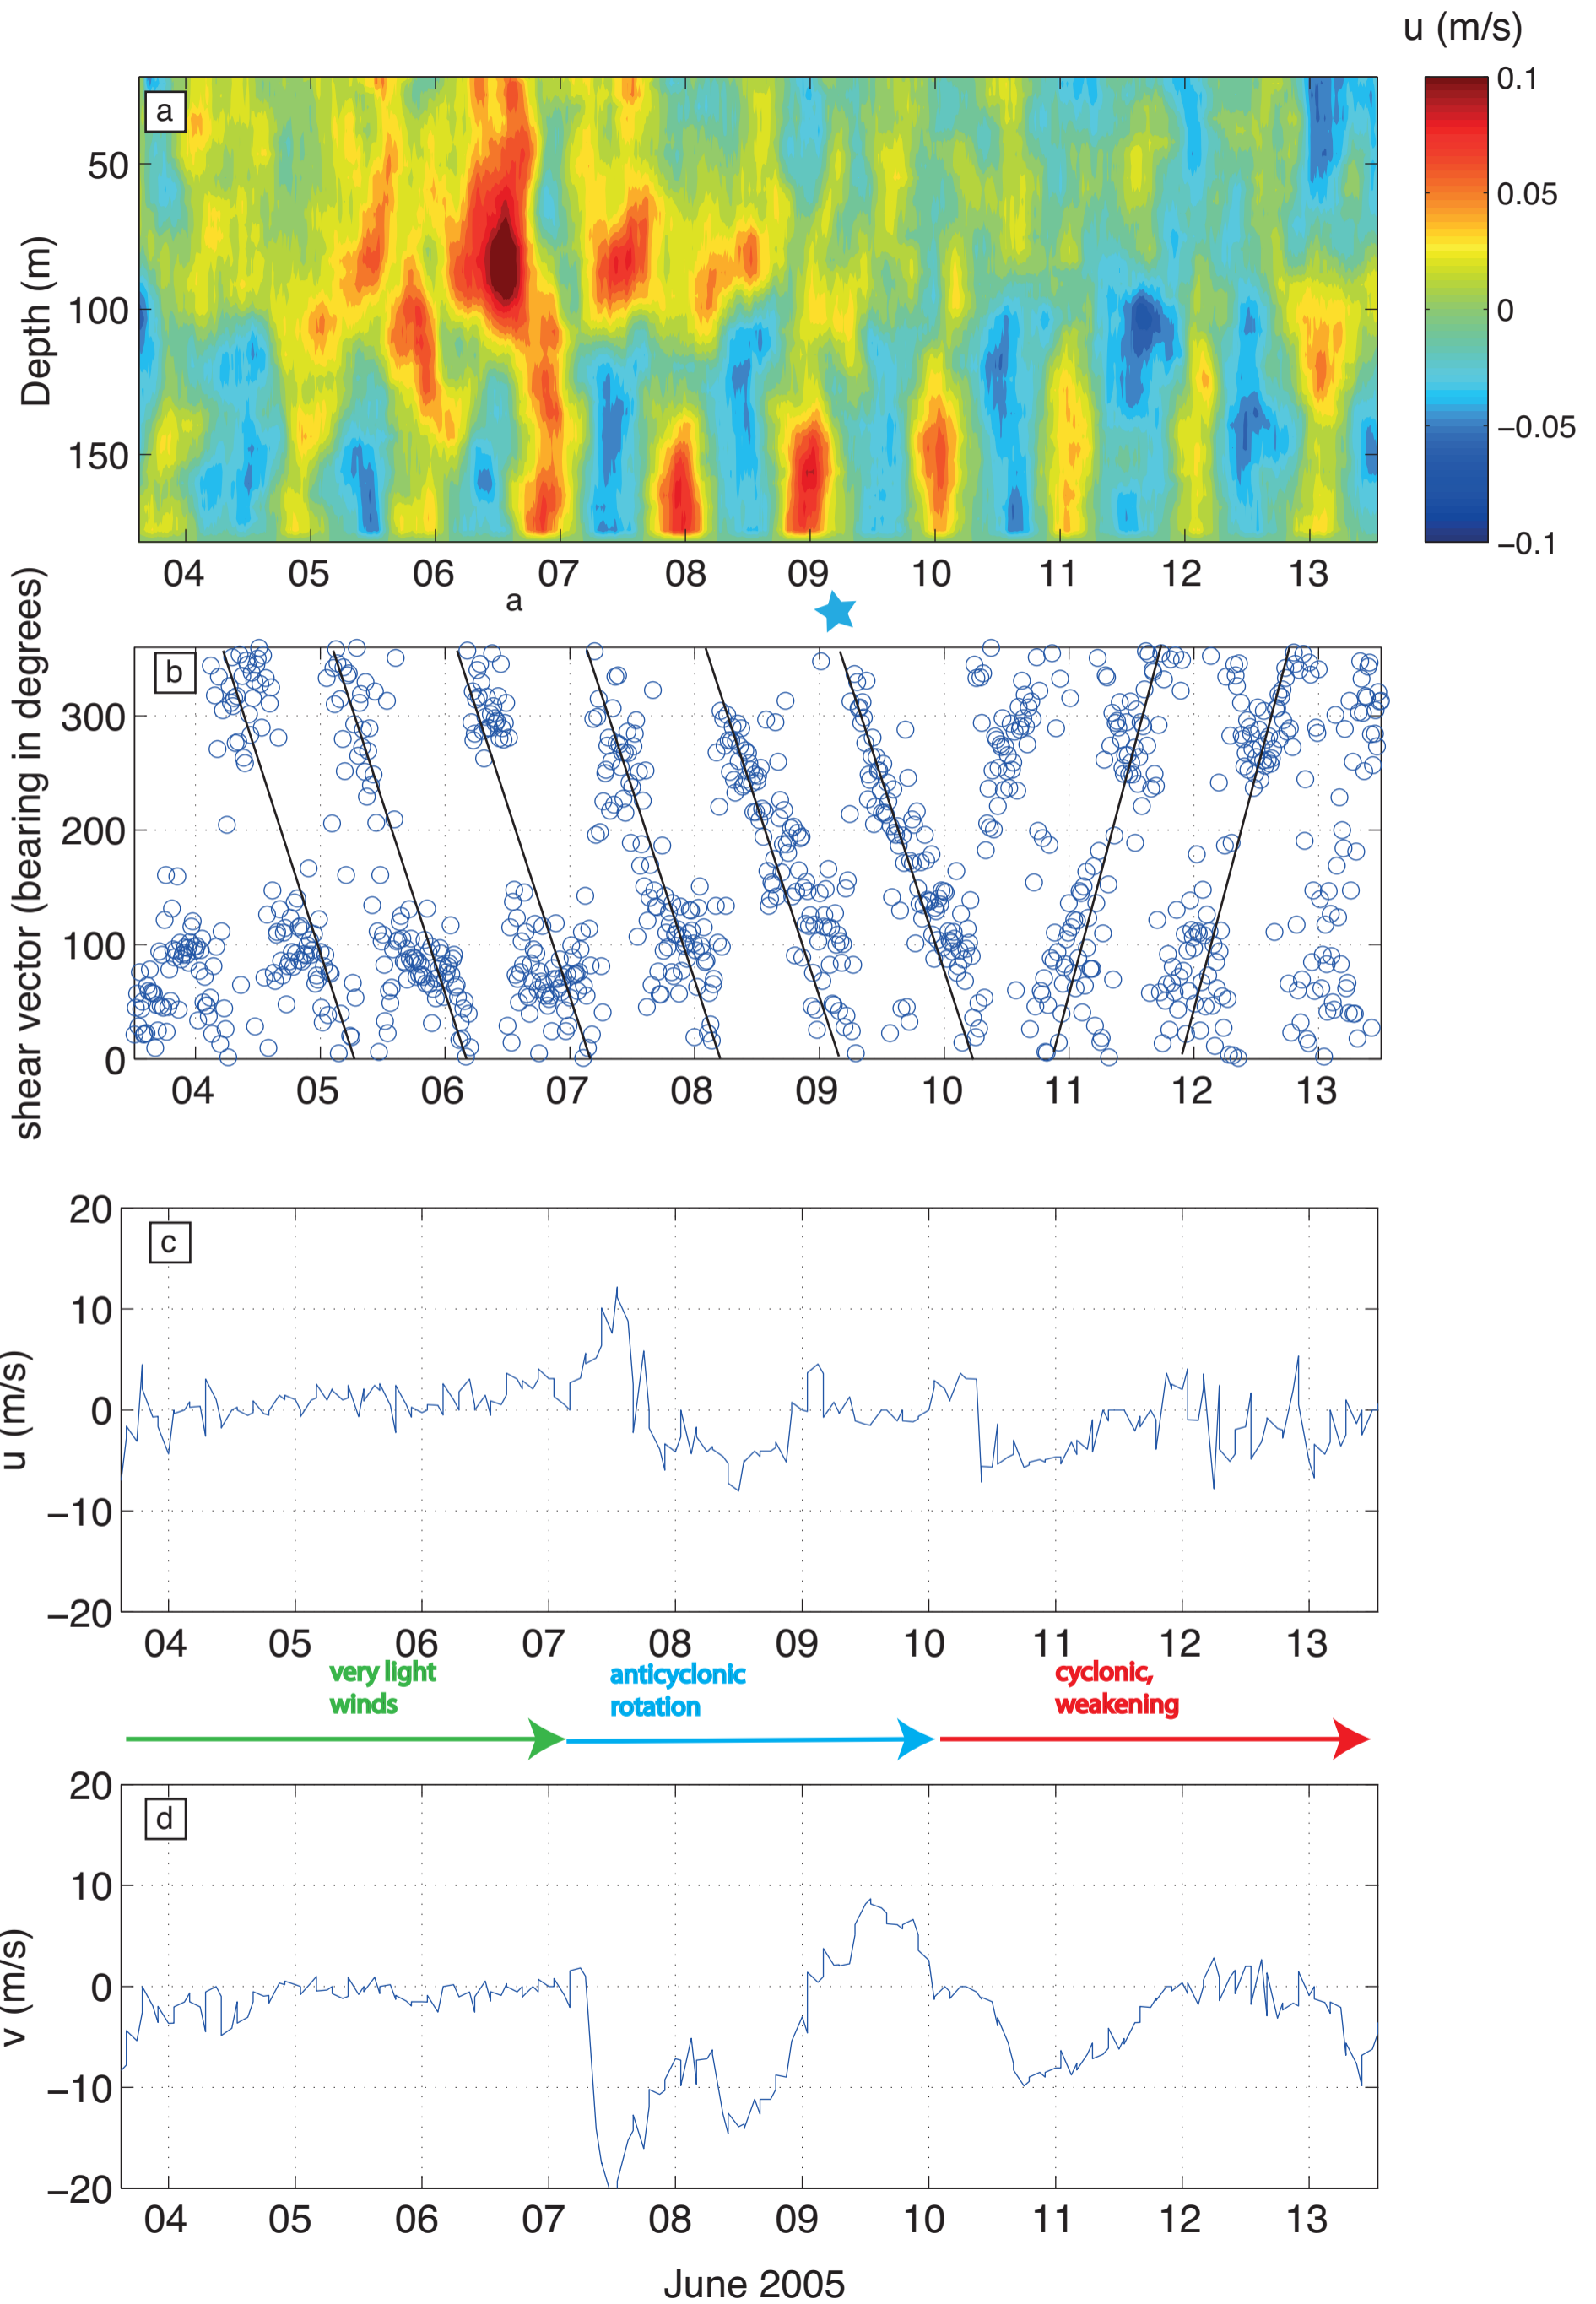 u (m/s)
a
0.1
0.05
0
−0.05
−0.1
Depth (m)
50
100
150
04 05 06 07 08 09 10 11 12 13
a
shear vector (bearing in degrees)
b
300
200
100
0
04 05 06 07 08 09 10 11 12 13
c
u (m/s)
20
10
0
−10
−20
04 05 06 07 08 09 10 11 12 13
very light
winds
anticyclonic
rotation
cyclonic,
weakening
d
v (m/s)
20
10
0
−10
−20
04 05 06 07 08 09 10 11 12 13
June 2005